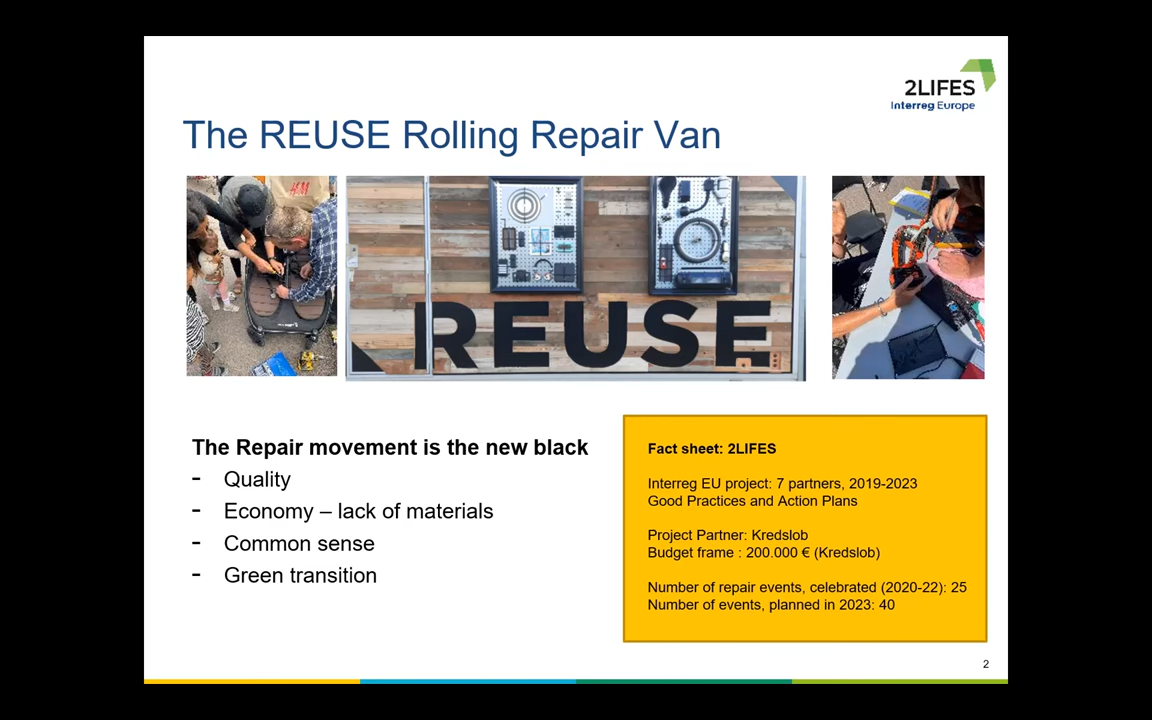 2LIFES
Interreg Europe
The REUSE Rolling Repair Van
H&M
REUSE
The Repair movement is the new black
- Quality
- Economy – lack of materials
- Common sense
- Green transition
Fact sheet: 2LIFES
Interreg EU project: 7 partners, 2019-2023
Good Practices and Action Plans
Project Partner: Kredslob
Budget frame : 200.000 € (Kredslob)
Number of repair events, celebrated (2020-22): 25
Number of events, planned in 2023: 40
2